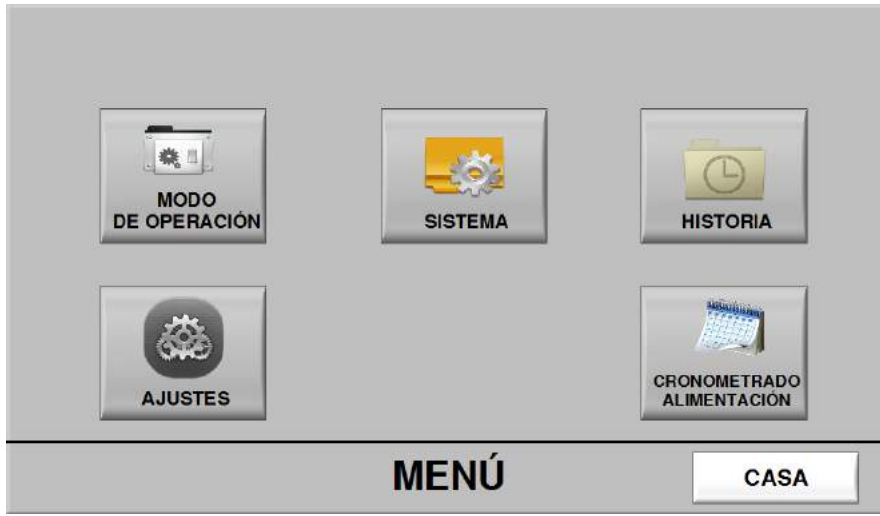 MODO
DE OPERACIÓN
SISTEMA
HISTORIA
AJUSTES
CRONOMETRADO
ALIMENTACIÓN
MENÚ
CASA